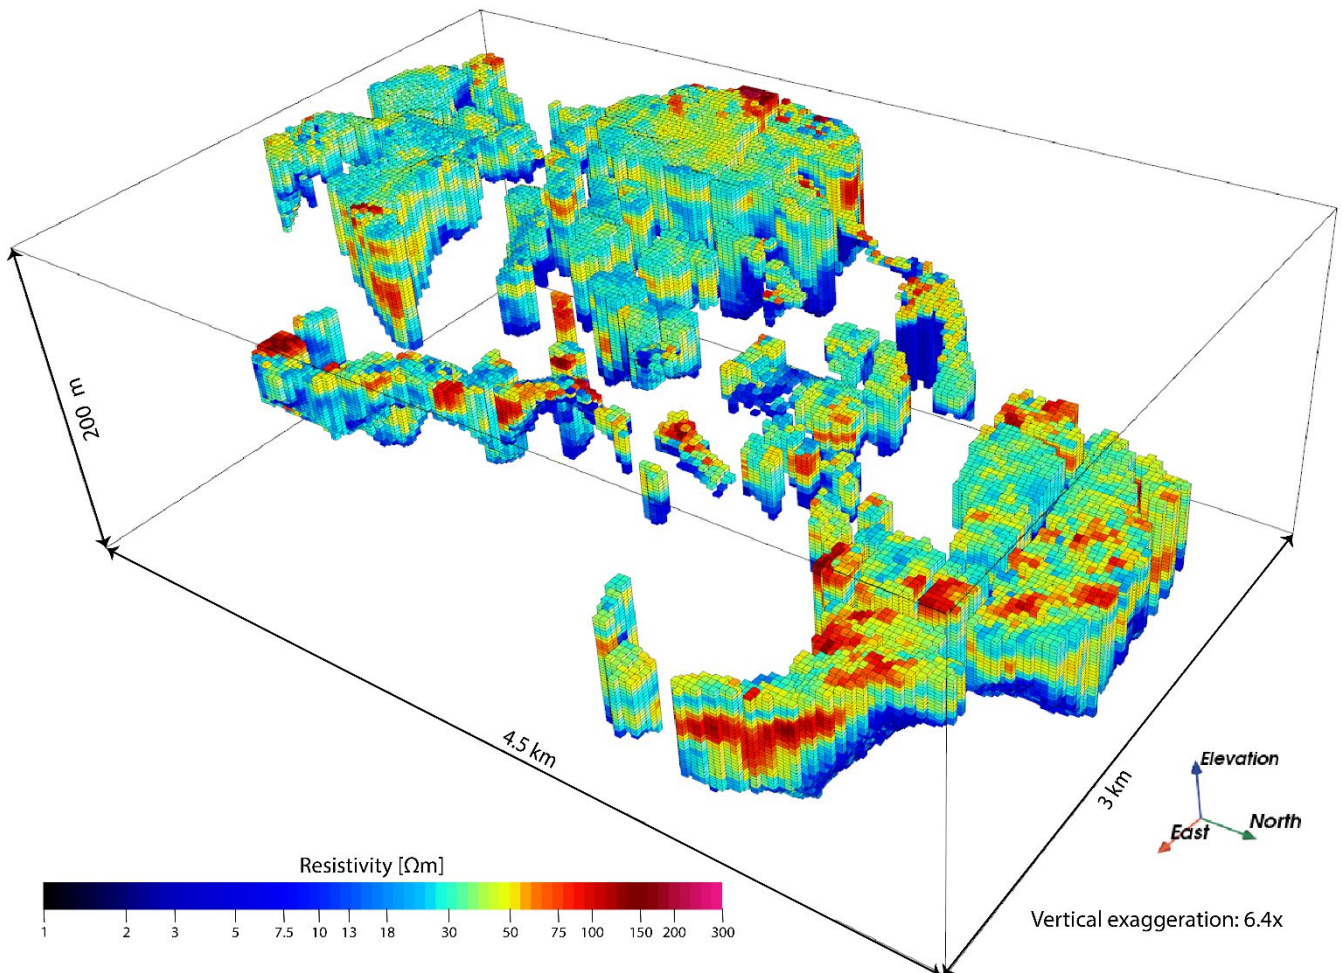 200 m
4.5 km
3 km
Elevation
East
North
Resistivity [Ωm]
1 2 3 5 7.5 10 13 18 30 50 75 100 150 200 300
Vertical exaggeration: 6.4x